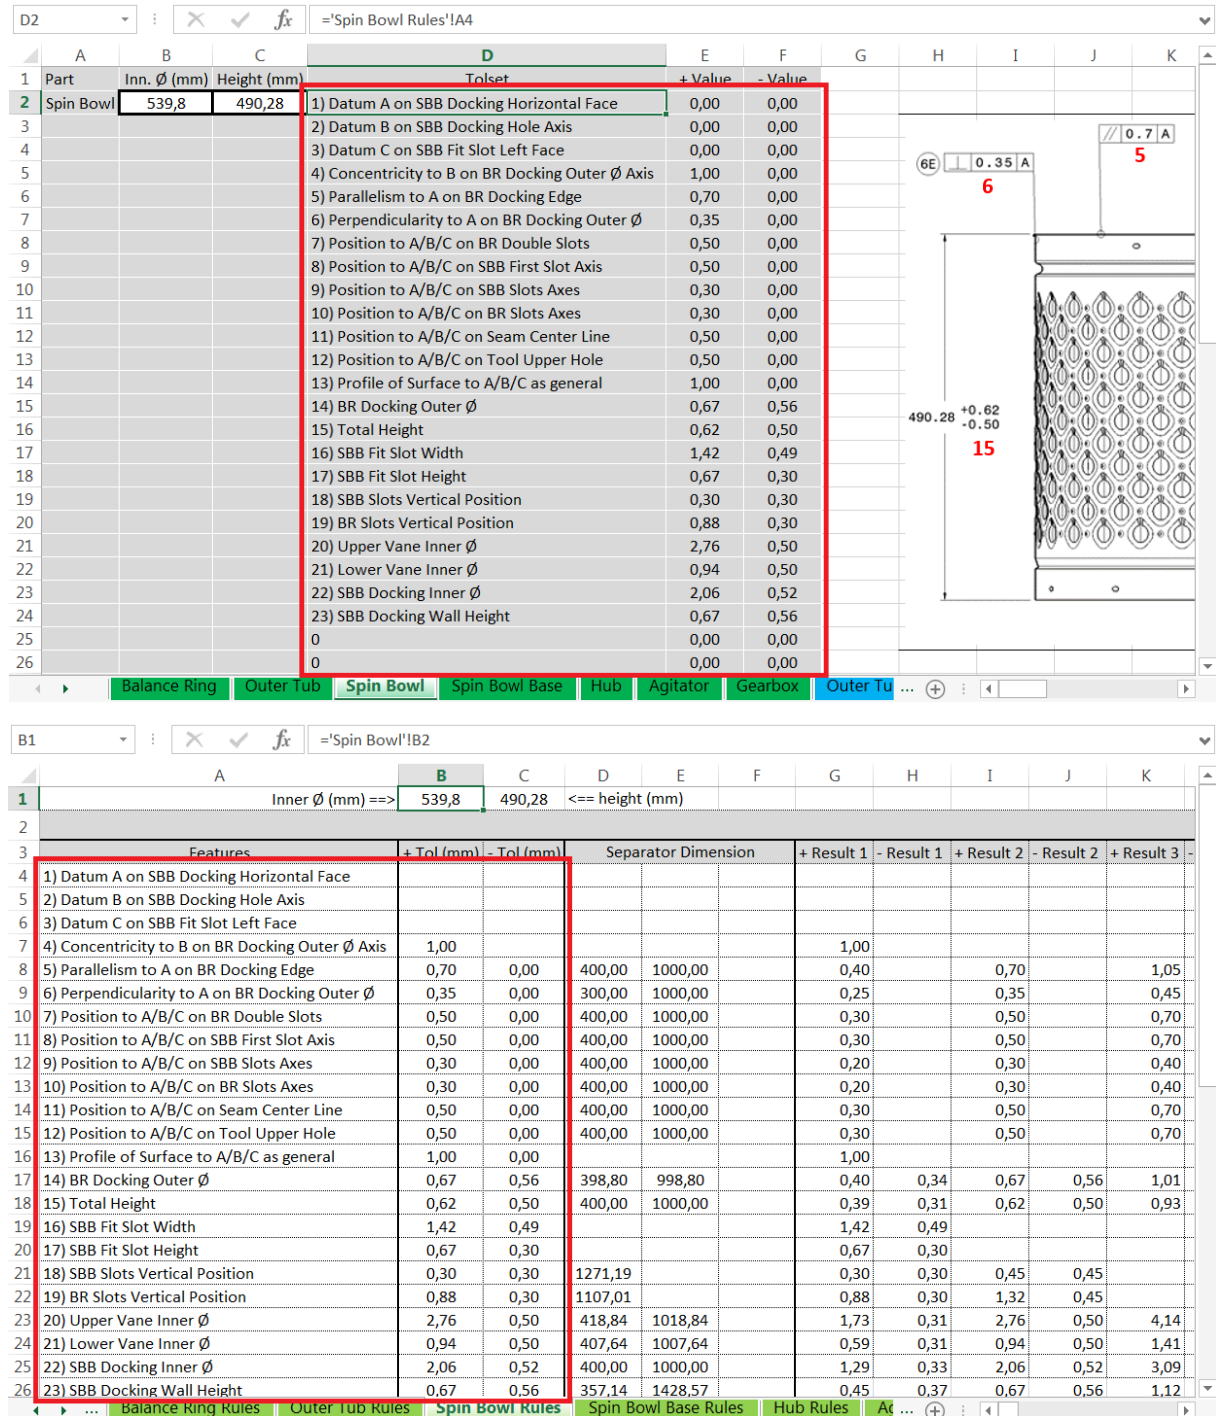 D2 fx ='Spin Bowl Rules'!A4
A B C D E F G H I J K
1 Part Inn. Ø (mm) Height (mm) Tolset + Value - Value
2 Spin Bowl 539,8 490,28 1) Datum A on SBB Docking Horizontal Face 0,00 0,00
3 2) Datum B on SBB Docking Hole Axis 0,00 0,00
4 3) Datum C on SBB Fit Slot Left Face 0,00 0,00
5 4) Concentricity to B on BR Docking Outer Ø Axis 1,00 0,00
6 5) Parallelism to A on BR Docking Edge 0,70 0,00
7 6) Perpendicularity to A on BR Docking Outer Ø 0,35 0,00
8 7) Position to A/B/C on BR Double Slots 0,50 0,00
9 8) Position to A/B/C on SBB First Slot Axis 0,50 0,00
10 9) Position to A/B/C on SBB Slots Axes 0,30 0,00
11 10) Position to A/B/C on BR Slots Axes 0,30 0,00
12 11) Position to A/B/C on Seam Center Line 0,50 0,00
13 12) Position to A/B/C on Tool Upper Hole 0,50 0,00
14 13) Profile of Surface to A/B/C as general 1,00 0,00
15 14) BR Docking Outer Ø 0,67 0,56
16 15) Total Height 0,62 0,50
17 16) SBB Fit Slot Width 1,42 0,49
18 17) SBB Fit Slot Height 0,67 0,30
19 18) SBB Slots Vertical Position 0,30 0,30
20 19) BR Slots Vertical Position 0,88 0,30
21 20) Upper Vane Inner Ø 2,76 0,50
22 21) Lower Vane Inner Ø 0,94 0,50
23 22) SBB Docking Inner Ø 2,06 0,52
24 23) SBB Docking Wall Height 0,67 0,56
25 0 0,00 0,00
26 0 0,00 0,00
// 0.7 A
5
6E ⊥ 0.35 A
6
490.28 +0.62 -0.50
15
Balance Ring Outer Tub Spin Bowl Spin Bowl Base Hub Agitator Gearbox Outer Tu ...
B1 fx ='Spin Bowl'!B2
A B C D E F G H I J K
1 Inner Ø (mm) ==> 539,8 490,28 <== height (mm)
2
3 Features + Tol (mm) - Tol (mm) Separator Dimension + Result 1 - Result 1 + Result 2 - Result 2 + Result 3 -
4 1) Datum A on SBB Docking Horizontal Face
5 2) Datum B on SBB Docking Hole Axis
6 3) Datum C on SBB Fit Slot Left Face
7 4) Concentricity to B on BR Docking Outer Ø Axis 1,00 1,00
8 5) Parallelism to A on BR Docking Edge 0,70 0,00 400,00 1000,00 0,40 0,70 1,05
9 6) Perpendicularity to A on BR Docking Outer Ø 0,35 0,00 300,00 1000,00 0,25 0,35 0,45
10 7) Position to A/B/C on BR Double Slots 0,50 0,00 400,00 1000,00 0,30 0,50 0,70
11 8) Position to A/B/C on SBB First Slot Axis 0,50 0,00 400,00 1000,00 0,30 0,50 0,70
12 9) Position to A/B/C on SBB Slots Axes 0,30 0,00 400,00 1000,00 0,20 0,30 0,40
13 10) Position to A/B/C on BR Slots Axes 0,30 0,00 400,00 1000,00 0,20 0,30 0,40
14 11) Position to A/B/C on Seam Center Line 0,50 0,00 400,00 1000,00 0,30 0,50 0,70
15 12) Position to A/B/C on Tool Upper Hole 0,50 0,00 400,00 1000,00 0,30 0,50 0,70
16 13) Profile of Surface to A/B/C as general 1,00 0,00 1,00
17 14) BR Docking Outer Ø 0,67 0,56 398,80 998,80 0,40 0,34 0,67 0,56 1,01
18 15) Total Height 0,62 0,50 400,00 1000,00 0,39 0,31 0,62 0,50 0,93
19 16) SBB Fit Slot Width 1,42 0,49 1,42 0,49
20 17) SBB Fit Slot Height 0,67 0,30 0,67 0,30
21 18) SBB Slots Vertical Position 0,30 0,30 1271,19 0,30 0,30 0,45 0,45
22 19) BR Slots Vertical Position 0,88 0,30 1107,01 0,88 0,30 1,32 0,45
23 20) Upper Vane Inner Ø 2,76 0,50 418,84 1018,84 1,73 0,31 2,76 0,50 4,14
24 21) Lower Vane Inner Ø 0,94 0,50 407,64 1007,64 0,59 0,31 0,94 0,50 1,41
25 22) SBB Docking Inner Ø 2,06 0,52 400,00 1000,00 1,29 0,33 2,06 0,52 3,09
26 23) SBB Docking Wall Height 0,67 0,56 357,14 1428,57 0,45 0,37 0,67 0,56 1,12
... Balance Ring Rules Outer Tub Rules Spin Bowl Rules Spin Bowl Base Rules Hub Rules Ac ...